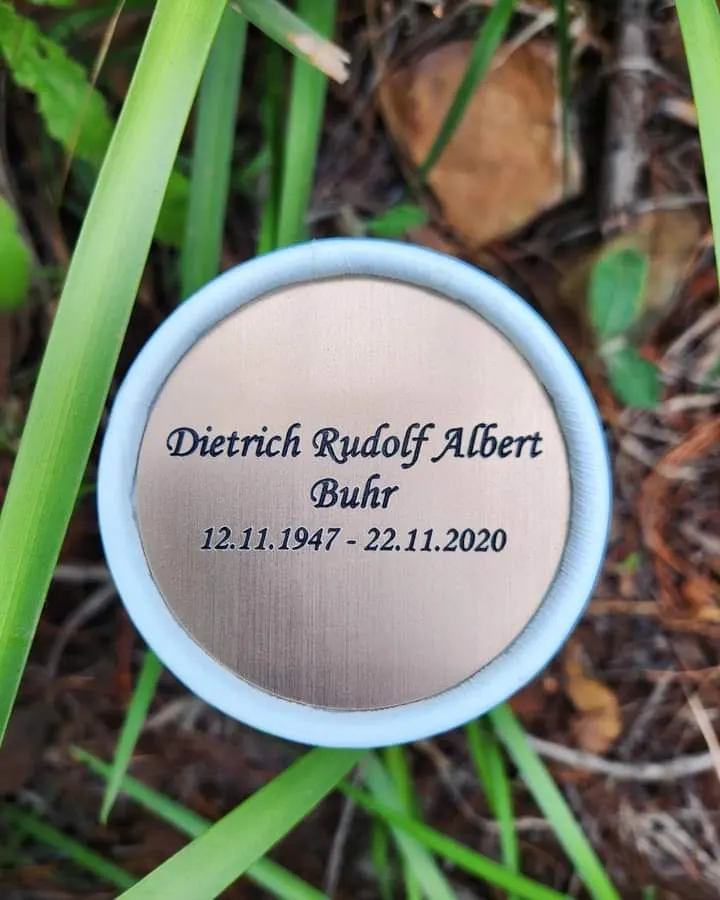 Dietrich Rudolf Albert
Buhr
12.11.1947 - 22.11.2020